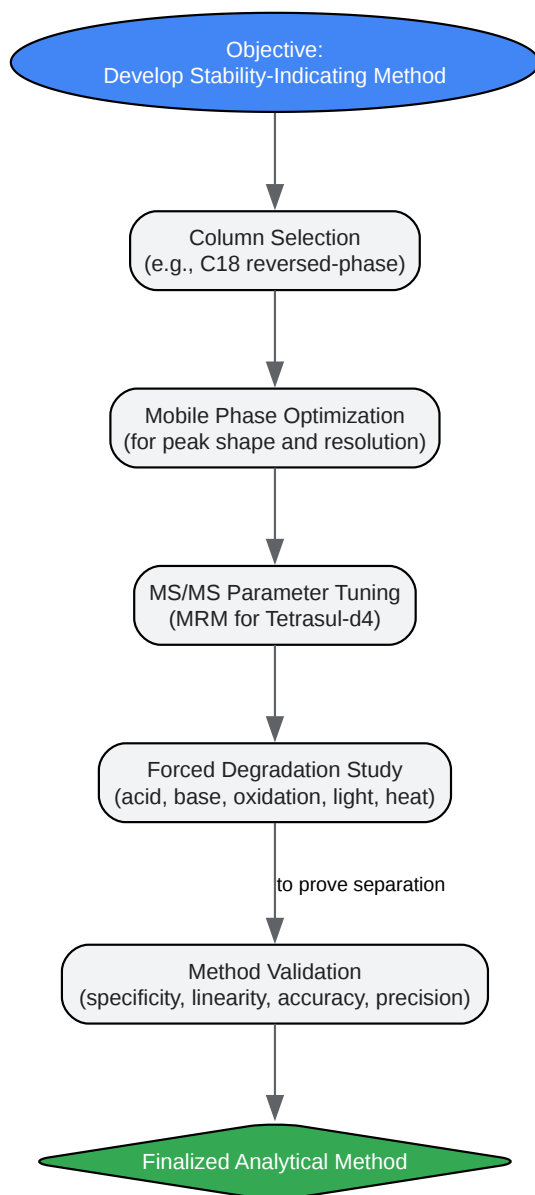 Objective:
Develop Stability-Indicating Method
Column Selection
(e.g., C18 reversed-phase)
Mobile Phase Optimization
(for peak shape and resolution)
MS/MS Parameter Tuning
(MRM for Tetrasul-d4)
Forced Degradation Study
(acid, base, oxidation, light, heat)
to prove separation
Method Validation
(specificity, linearity, accuracy, precision)
Finalized Analytical Method